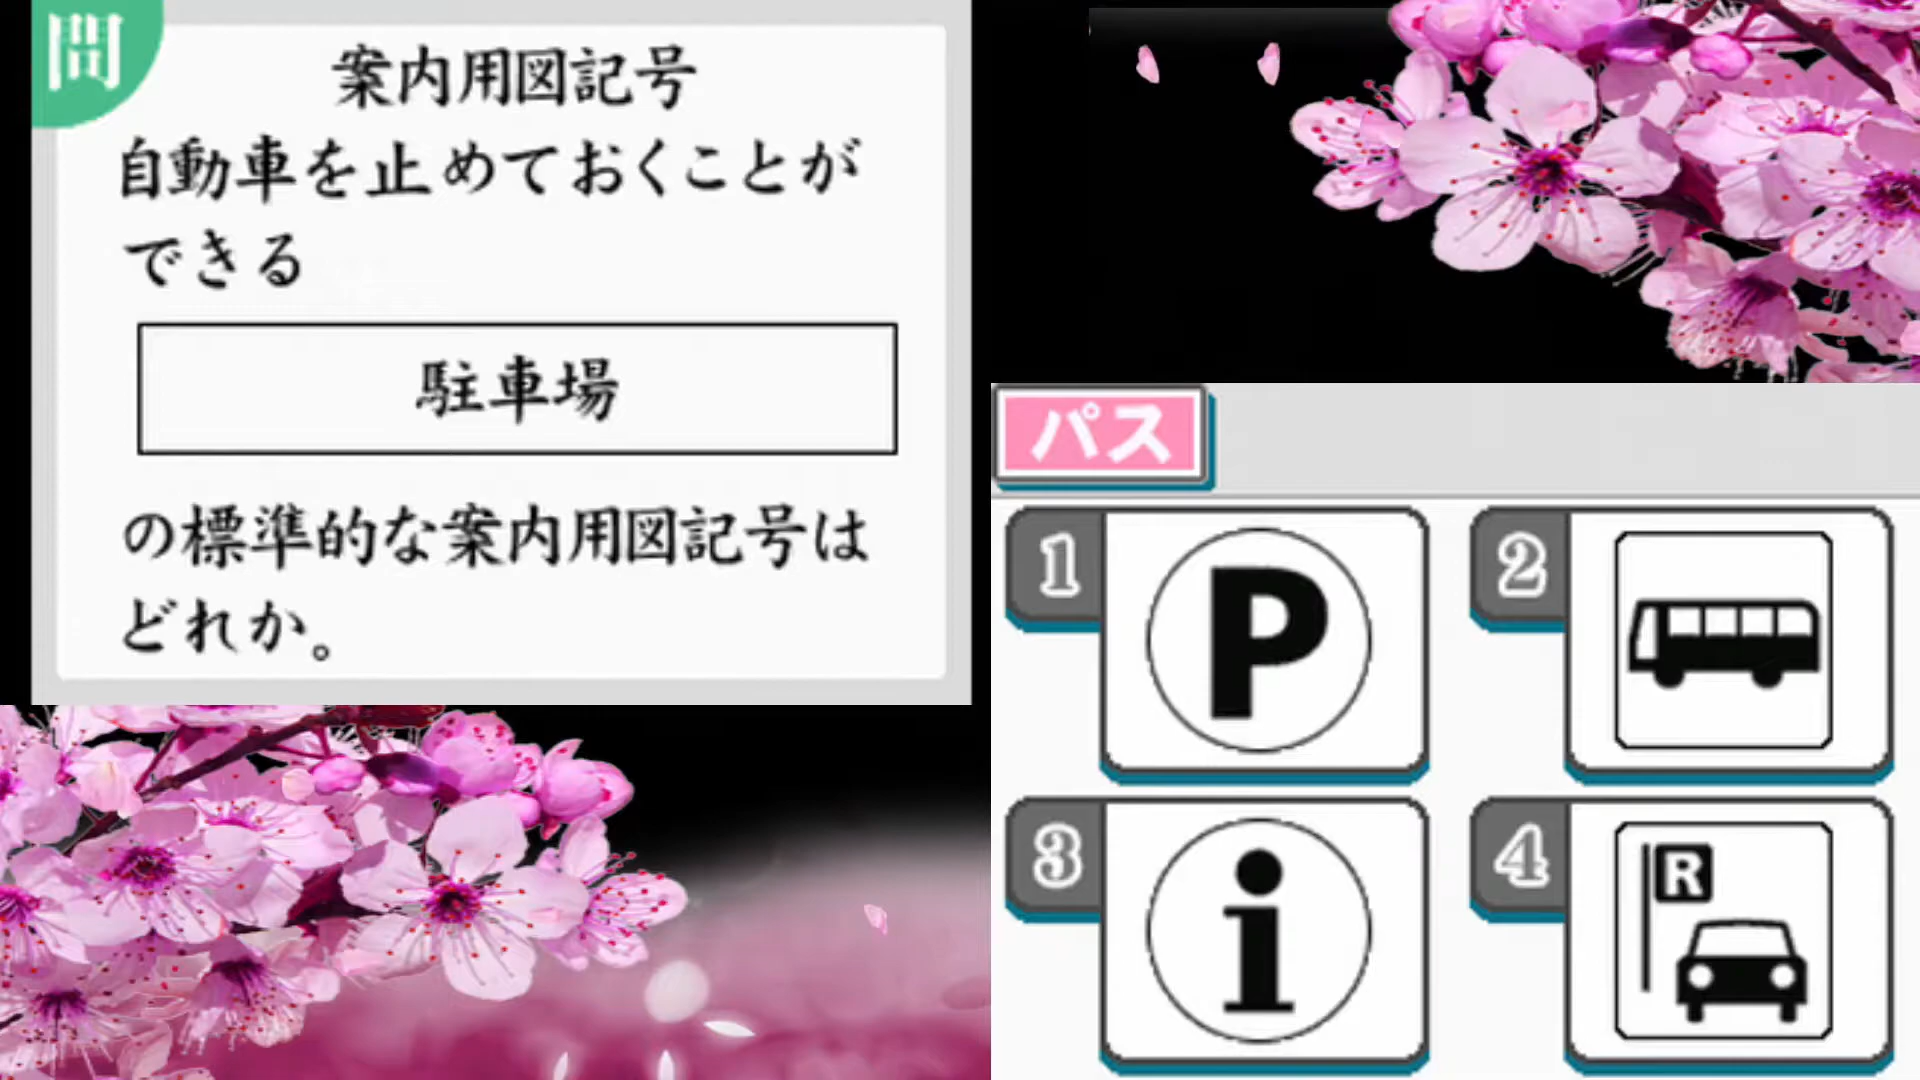 問
案内用図記号
自動車を止めておくことが
できる
駐車場
の標準的な案内用図記号は
どれか。
パス
1
P
2
3
i
4
R